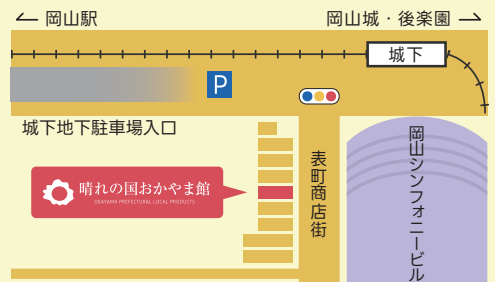 ← 岡山駅
岡山城・後楽園 →
城下
P
城下地下駐車場入口
表町商店街
岡山シンフォニービル
晴れの国おかやま館
OKAYAMA PREFECTURAL LOCAL PRODUCTS